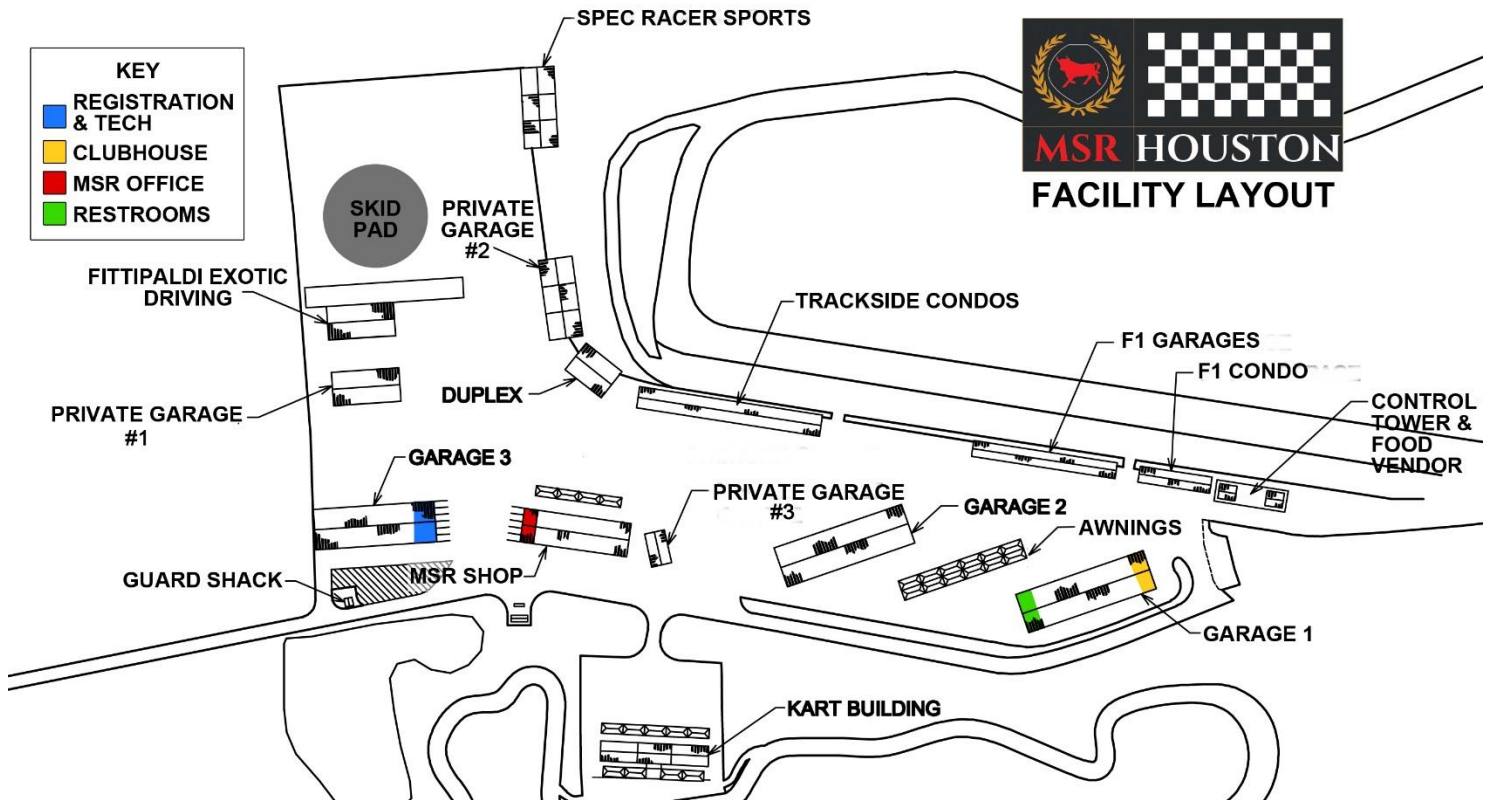 SPEC RACER SPORTS
KEY
REGISTRATION
& TECH
CLUBHOUSE
MSR OFFICE
RESTROOMS
MSR HOUSTON
FACILITY LAYOUT
SKID
PAD
PRIVATE
GARAGE
#2
FITTIPALDI EXOTIC
DRIVING
TRACKSIDE CONDOS
F1 GARAGES
F1 CONDO
DUPLEX
PRIVATE GARAGE
#1
CONTROL
TOWER &
FOOD
VENDOR
GARAGE 3
PRIVATE GARAGE
#3
GARAGE 2
AWNINGS
GUARD SHACK
MSR SHOP
GARAGE 1
KART BUILDING